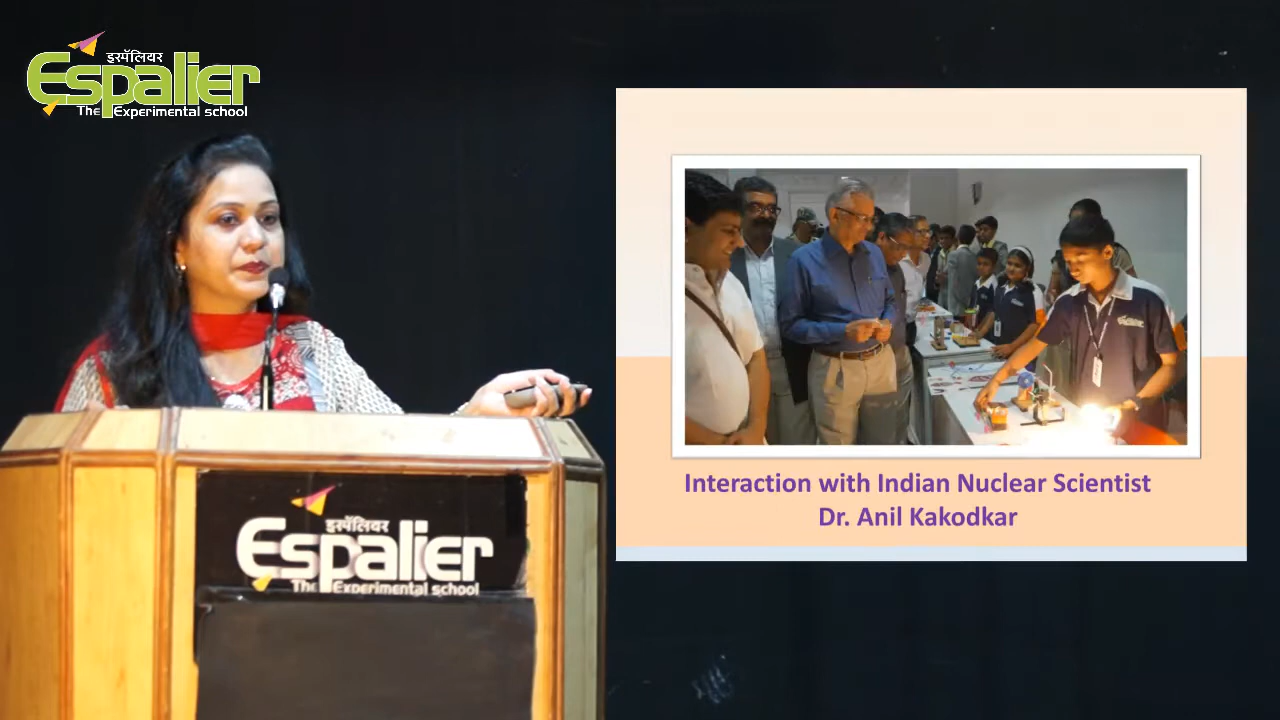 इस्पॅलियर
Espalier
The Experimental school
Interaction with Indian Nuclear Scientist
Dr. Anil Kakodkar
इस्पॅलियर
Espalier
The Experimental school